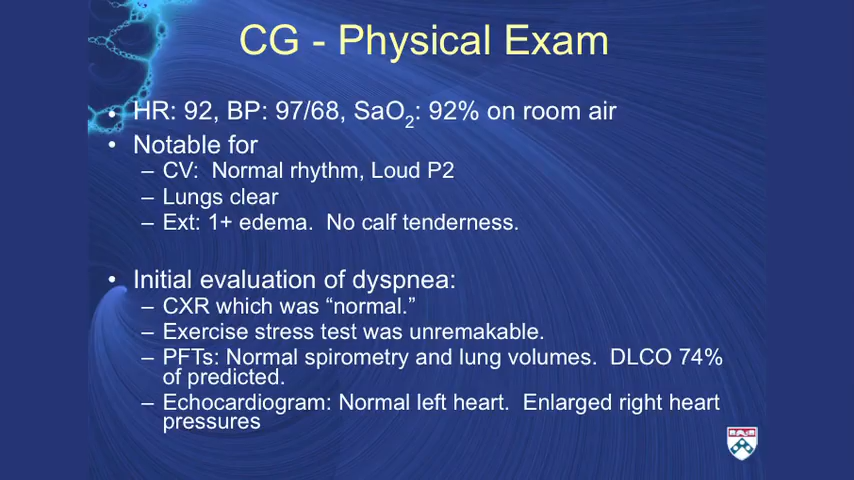 CG - Physical Exam
• HR: 92, BP: 97/68, SaO2: 92% on room air
• Notable for
– CV: Normal rhythm, Loud P2
– Lungs clear
– Ext: 1+ edema. No calf tenderness.
• Initial evaluation of dyspnea:
– CXR which was “normal.”
– Exercise stress test was unremakable.
– PFTs: Normal spirometry and lung volumes. DLCO 74%
of predicted.
– Echocardiogram: Normal left heart. Enlarged right heart
pressures